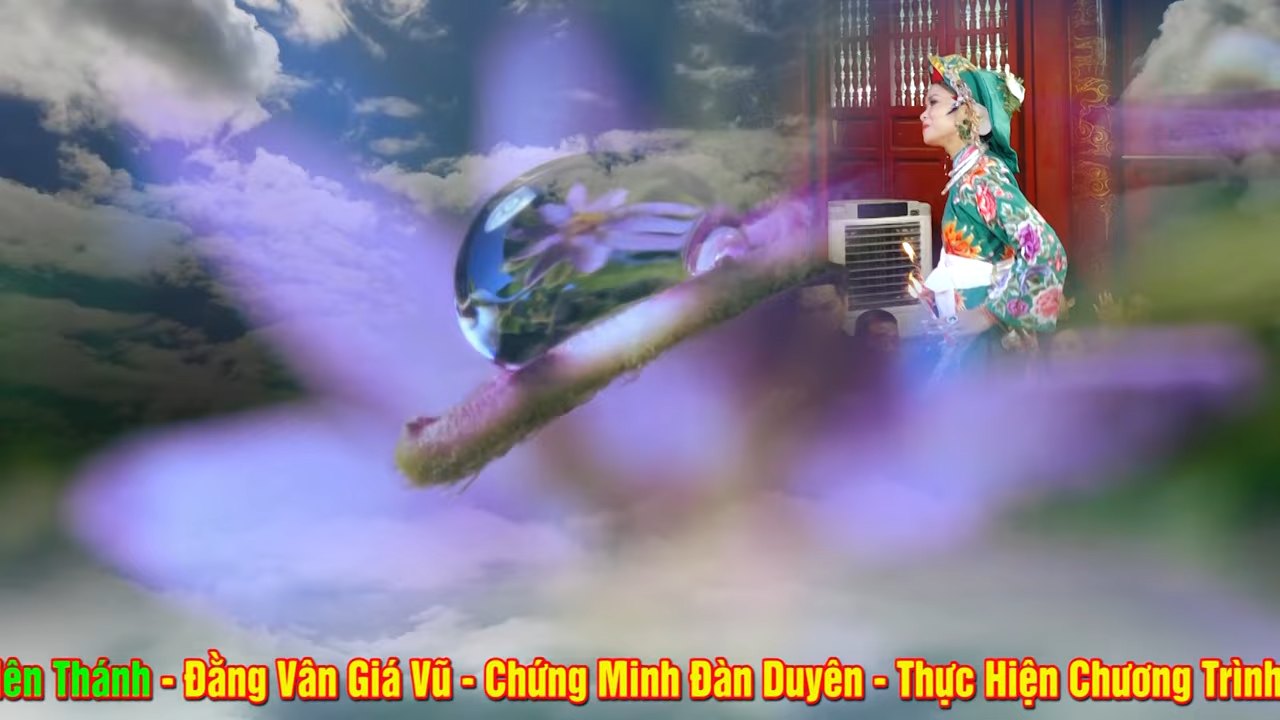 Thánh - Đằng Vân Giá Vũ - Chứng Minh Đàn Duyên - Thực Hiện Chương Trình